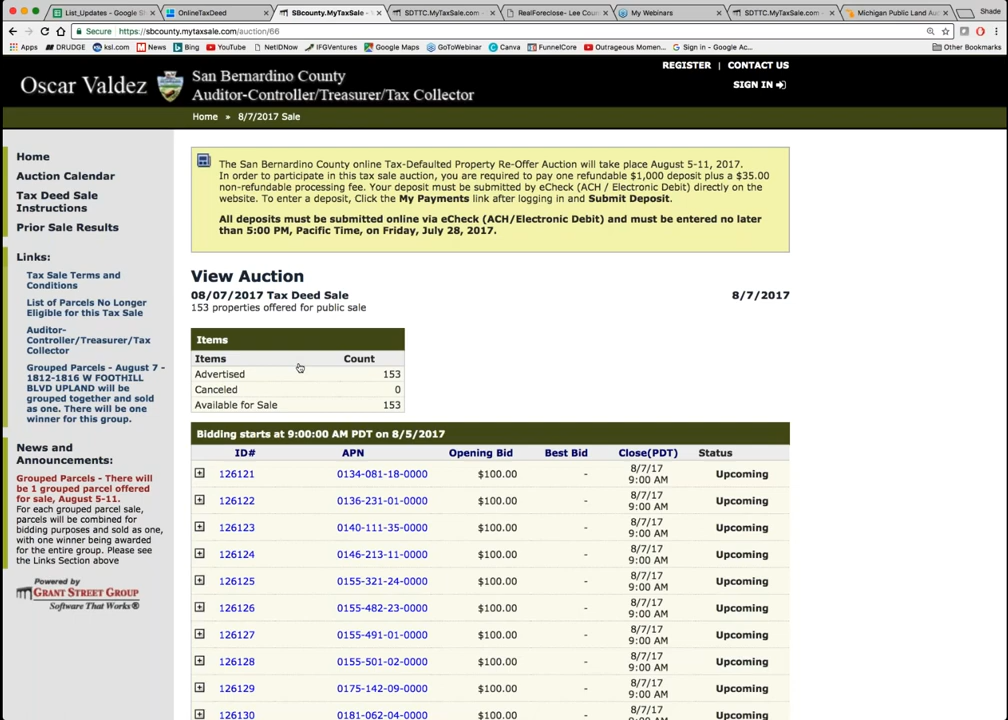 List_Updates - Google S
OnlineTaxDeed
SBcounty.MyTaxSale -
SDTTC.MyTaxSale.com -
RealForeclose- Lee Coun
My Webinars
SDTTC.MyTaxSale.com -
Michigan Public Land Au
Shade
Secure https://sbcounty.mytaxsale.com/auction/66
Apps DRUDGE ksl.com News Bing YouTube NetIDNow IFGVentures Google Maps GoToWebinar Canva FunnelCore Outrageous Momen... Sign in - Google Ac... Other Bookmarks
REGISTER | CONTACT US
SIGN IN
Oscar Valdez
San Bernardino County
Auditor-Controller/Treasurer/Tax Collector
Home » 8/7/2017 Sale
Home
Auction Calendar
Tax Deed Sale
Instructions
Prior Sale Results
Links:
Tax Sale Terms and
Conditions
List of Parcels No Longer
Eligible for this Tax Sale
Auditor-
Controller/Treasurer/Tax
Collector
Grouped Parcels - August 7 -
1812-1816 W FOOTHILL
BLVD UPLAND will be
grouped together and sold
as one. There will be one
winner for this group.
News and
Announcements:
Grouped Parcels - There will
be 1 grouped parcel offered
for sale, August 5-11.
For each grouped parcel sale,
parcels will be combined for
bidding purposes and sold as one,
with one winner being awarded
for the entire group. Please see
the Links Section above
Powered by
GRANT STREET GROUP
Software That Works®
The San Bernardino County online Tax-Defaulted Property Re-Offer Auction will take place August 5-11, 2017.
In order to participate in this tax sale auction, you are required to pay one refundable $1,000 deposit plus a $35.00
non-refundable processing fee. Your deposit must be submitted by eCheck (ACH / Electronic Debit) directly on the
website. To enter a deposit, Click the My Payments link after logging in and Submit Deposit.
All deposits must be submitted online via eCheck (ACH/Electronic Debit) and must be entered no later
than 5:00 PM, Pacific Time, on Friday, July 28, 2017.
View Auction
08/07/2017 Tax Deed Sale 8/7/2017
153 properties offered for public sale
Items
Items Count
Advertised 153
Canceled 0
Available for Sale 153
Bidding starts at 9:00:00 AM PDT on 8/5/2017
ID# APN Opening Bid Best Bid Close(PDT) Status
126121 0134-081-18-0000 $100.00 - 8/7/17 9:00 AM Upcoming
126122 0136-231-01-0000 $100.00 - 8/7/17 9:00 AM Upcoming
126123 0140-111-35-0000 $100.00 - 8/7/17 9:00 AM Upcoming
126124 0146-213-11-0000 $100.00 - 8/7/17 9:00 AM Upcoming
126125 0155-321-24-0000 $100.00 - 8/7/17 9:00 AM Upcoming
126126 0155-482-23-0000 $100.00 - 8/7/17 9:00 AM Upcoming
126127 0155-491-01-0000 $100.00 - 8/7/17 9:00 AM Upcoming
126128 0155-501-02-0000 $100.00 - 8/7/17 9:00 AM Upcoming
126129 0175-142-09-0000 $100.00 - 8/7/17 9:00 AM Upcoming
126130 0181-062-04-0000 $100.00 - 8/7/17 9:00 AM Upcoming